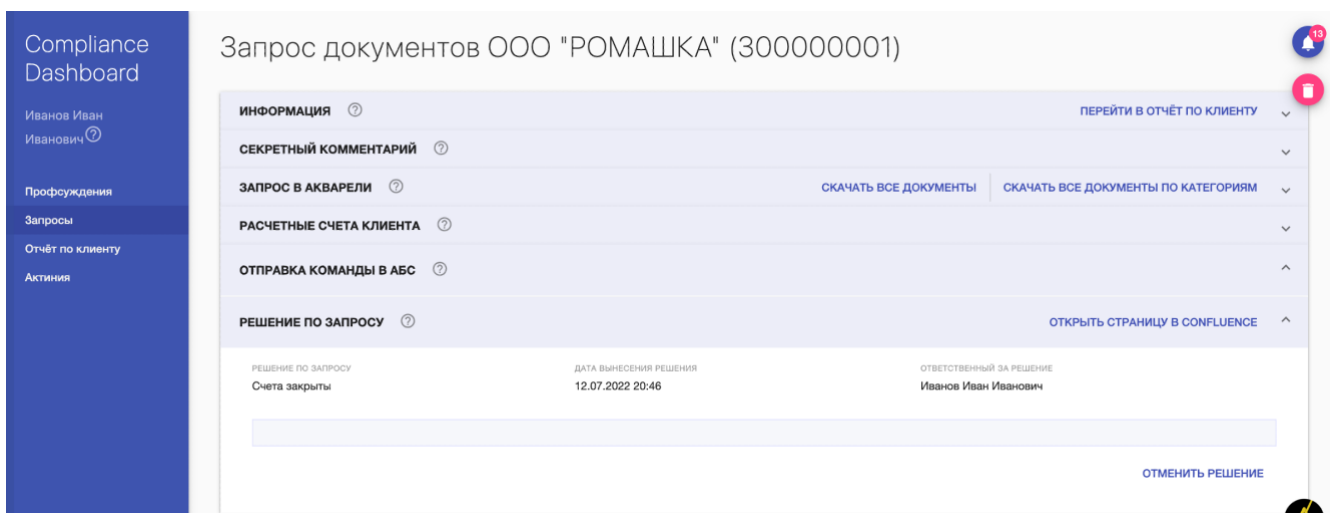 Compliance
Dashboard
Иванов Иван
Иванович
Профсуждения
Запросы
Отчёт по клиенту
Актиния
Запрос документов ООО "РОМАШКА" (300000001)
13
ИНФОРМАЦИЯ ПЕРЕЙТИ В ОТЧЁТ ПО КЛИЕНТУ
СЕКРЕТНЫЙ КОММЕНТАРИЙ
ЗАПРОС В АКВАРЕЛИ СКАЧАТЬ ВСЕ ДОКУМЕНТЫ СКАЧАТЬ ВСЕ ДОКУМЕНТЫ ПО КАТЕГОРИЯМ
РАСЧЕТНЫЕ СЧЕТА КЛИЕНТА
ОТПРАВКА КОМАНДЫ В АБС
РЕШЕНИЕ ПО ЗАПРОСУ ОТКРЫТЬ СТРАНИЦУ В CONFLUENCE
РЕШЕНИЕ ПО ЗАПРОСУ ДАТА ВЫНЕСЕНИЯ РЕШЕНИЯ ОТВЕТСТВЕННЫЙ ЗА РЕШЕНИЕ
Счета закрыты 12.07.2022 20:46 Иванов Иван Иванович
ОТМЕНИТЬ РЕШЕНИЕ